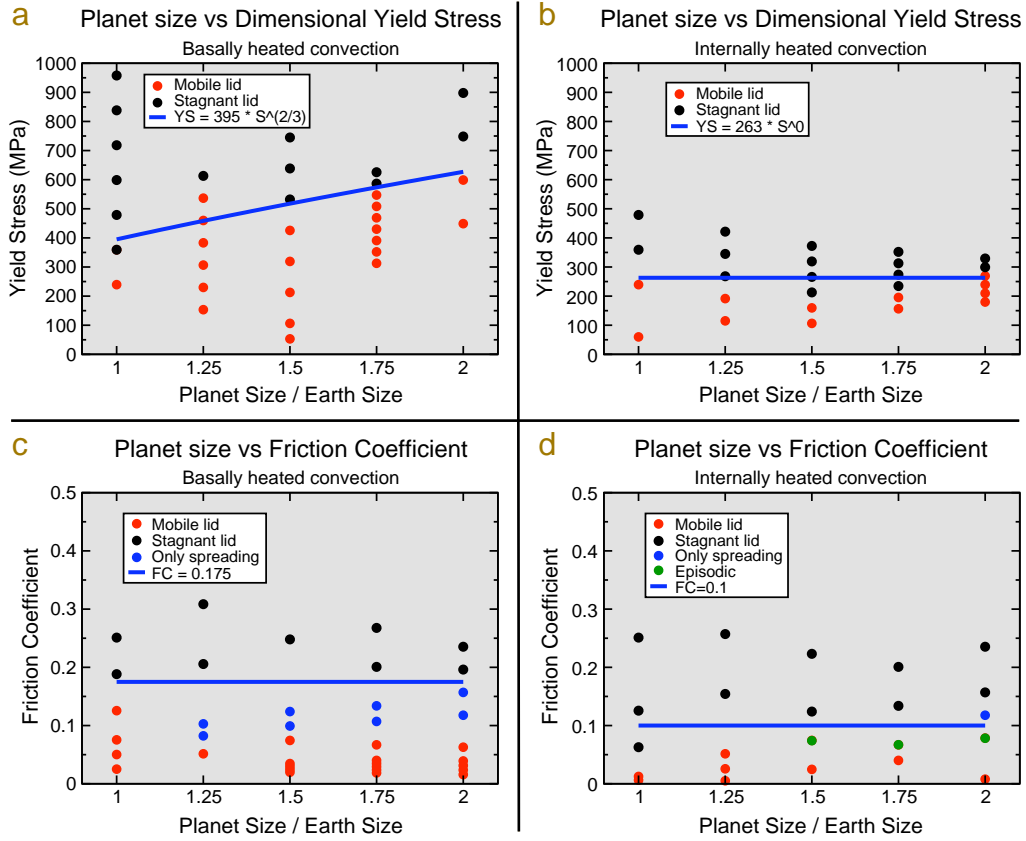 a
Planet size vs Dimensional Yield Stress
Basally heated convection
1000
900
800
700
600
500
400
300
200
100
0
Yield Stress (MPa)
Mobile lid
Stagnant lid
YS = 395 * S^(2/3)
1 1.25 1.5 1.75 2
Planet Size / Earth Size
b
Planet size vs Dimensional Yield Stress
Internally heated convection
1000
900
800
700
600
500
400
300
200
100
0
Yield Stress (MPa)
Mobile lid
Stagnant lid
YS = 263 * S^0
1 1.25 1.5 1.75 2
Planet Size / Earth Size
c
Planet size vs Friction Coefficient
Basally heated convection
0.5
0.4
0.3
0.2
0.1
0
Friction Coefficient
Mobile lid
Stagnant lid
Only spreading
FC = 0.175
1 1.25 1.5 1.75 2
Planet Size / Earth Size
d
Planet size vs Friction Coefficient
Internally heated convection
0.5
0.4
0.3
0.2
0.1
0
Friction Coefficient
Mobile lid
Stagnant lid
Only spreading
Episodic
FC=0.1
1 1.25 1.5 1.75 2
Planet Size / Earth Size